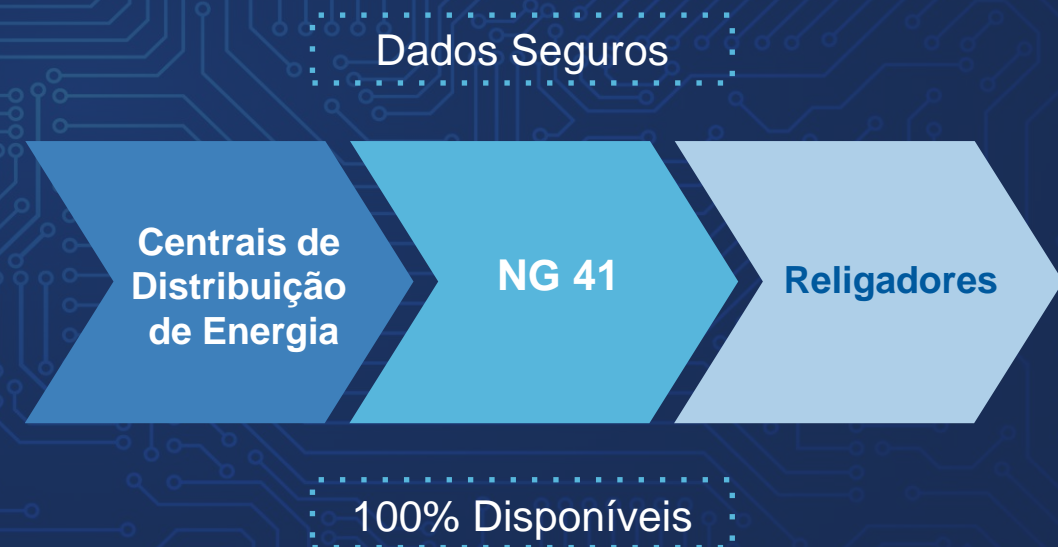 Dados Seguros
Centrais de
Distribuição
de Energia
NG 41
Religadores
100% Disponíveis